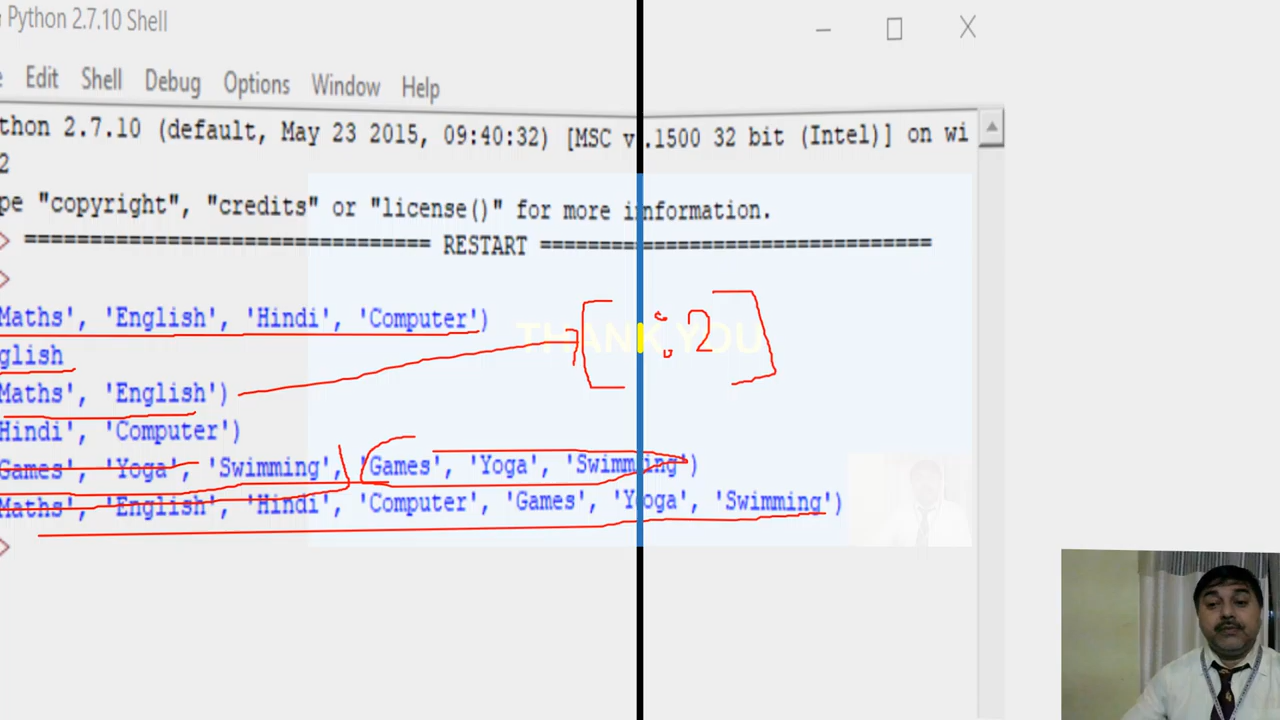 Python 2.7.10 Shell
Edit Shell Debug Options Window Help
thon 2.7.10 (default, May 23 2015, 09:40:32) [MSC v.1500 32 bit (Intel)] on wi
2
pe "copyright", "credits" or "license()" for more information.
=============================== RESTART ===============================
>
Maths', 'English', 'Hindi', 'Computer')
glish
Maths', 'English')
[ :2 ]
Hindi', 'Computer')
Games', 'Yoga', 'Swimming', 'Games', 'Yoga', 'Swimming')
Maths', 'English', 'Hindi', 'Computer', 'Games', 'Yoga', 'Swimming')
>
THANK YOU